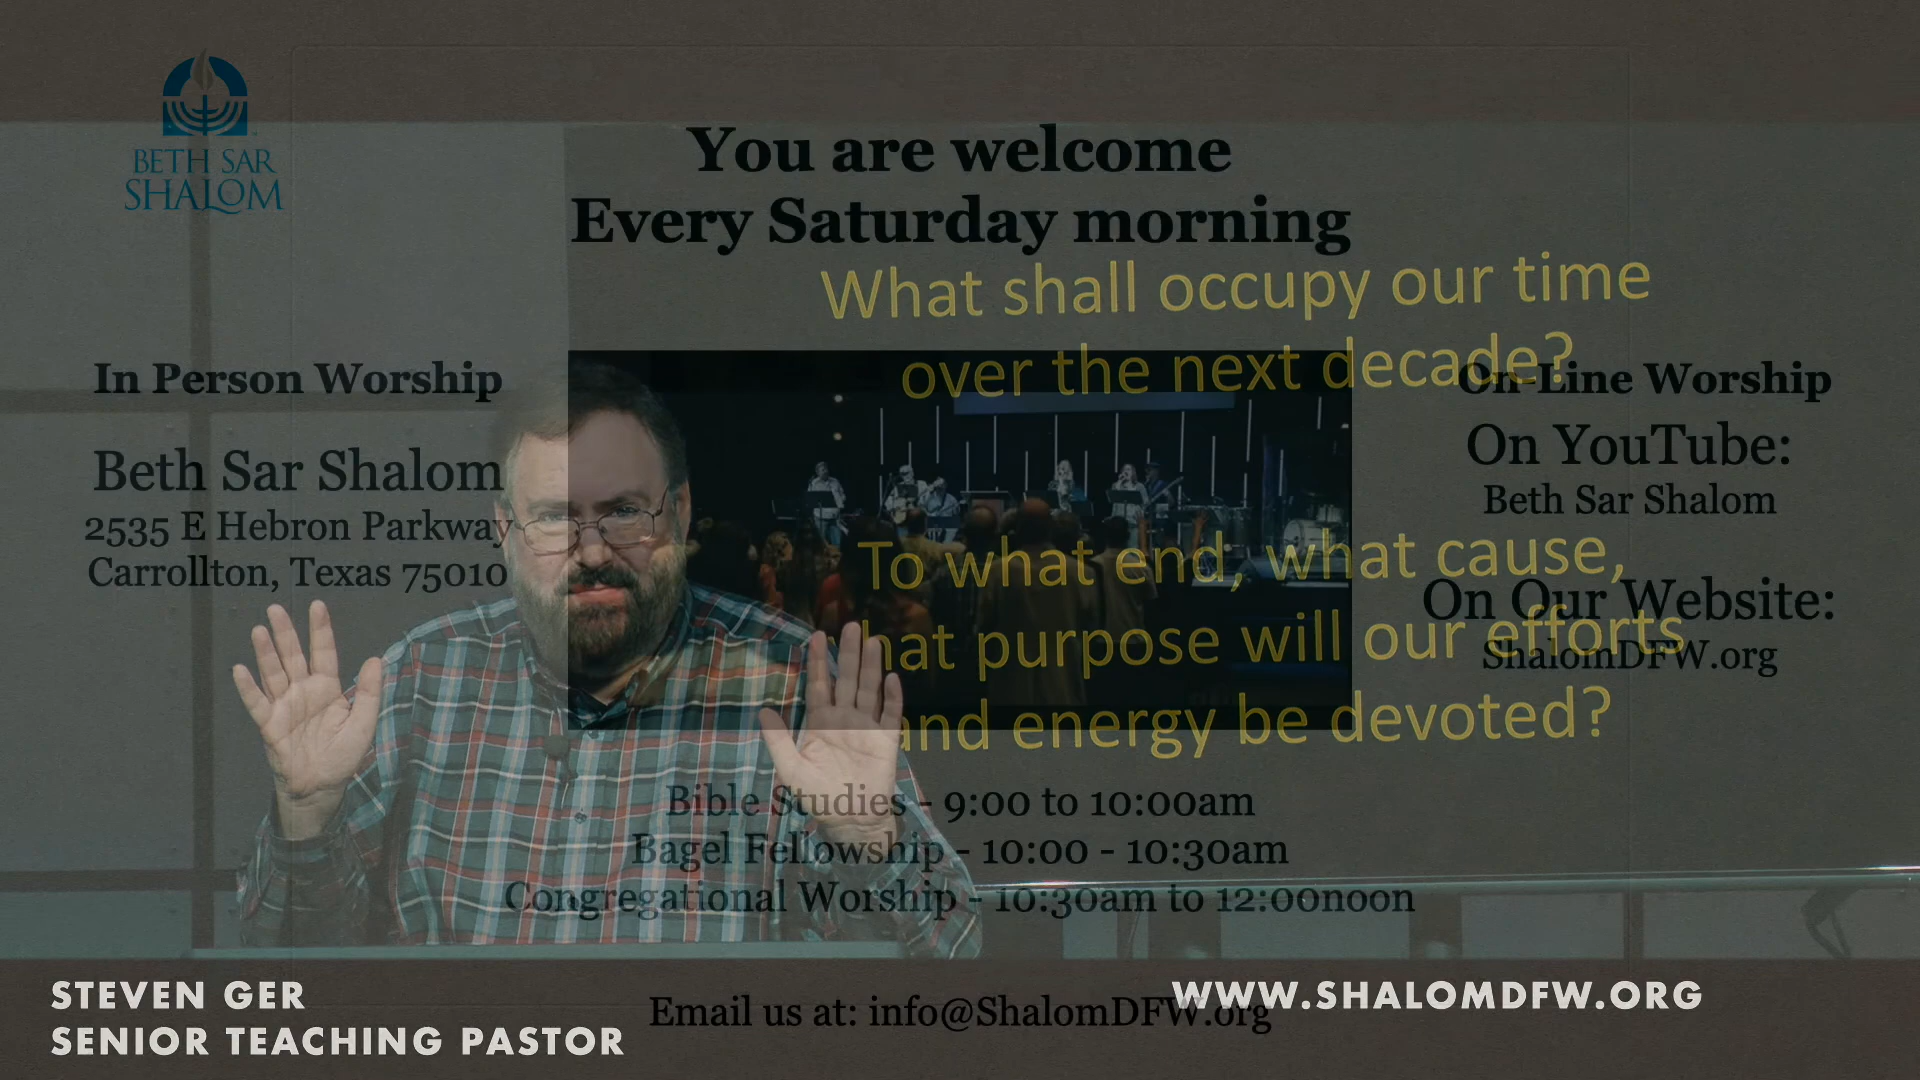 BETH SAR
SHALOM
You are welcome
Every Saturday morning
What shall occupy our time
over the next decade?
In Person Worship
Beth Sar Shalom
2535 E Hebron Parkway
Carrollton, Texas 75010
On-Line Worship
On YouTube:
Beth Sar Shalom
On Our Website:
ShalomDFW.org
To what end, what cause,
what purpose will our efforts
and energy be devoted?
Bible Studies - 9:00 to 10:00am
Bagel Fellowship - 10:00 - 10:30am
Congregational Worship - 10:30am to 12:00noon
Email us at: info@ShalomDFW.org
STEVEN GER
SENIOR TEACHING PASTOR
WWW.SHALOMDFW.ORG